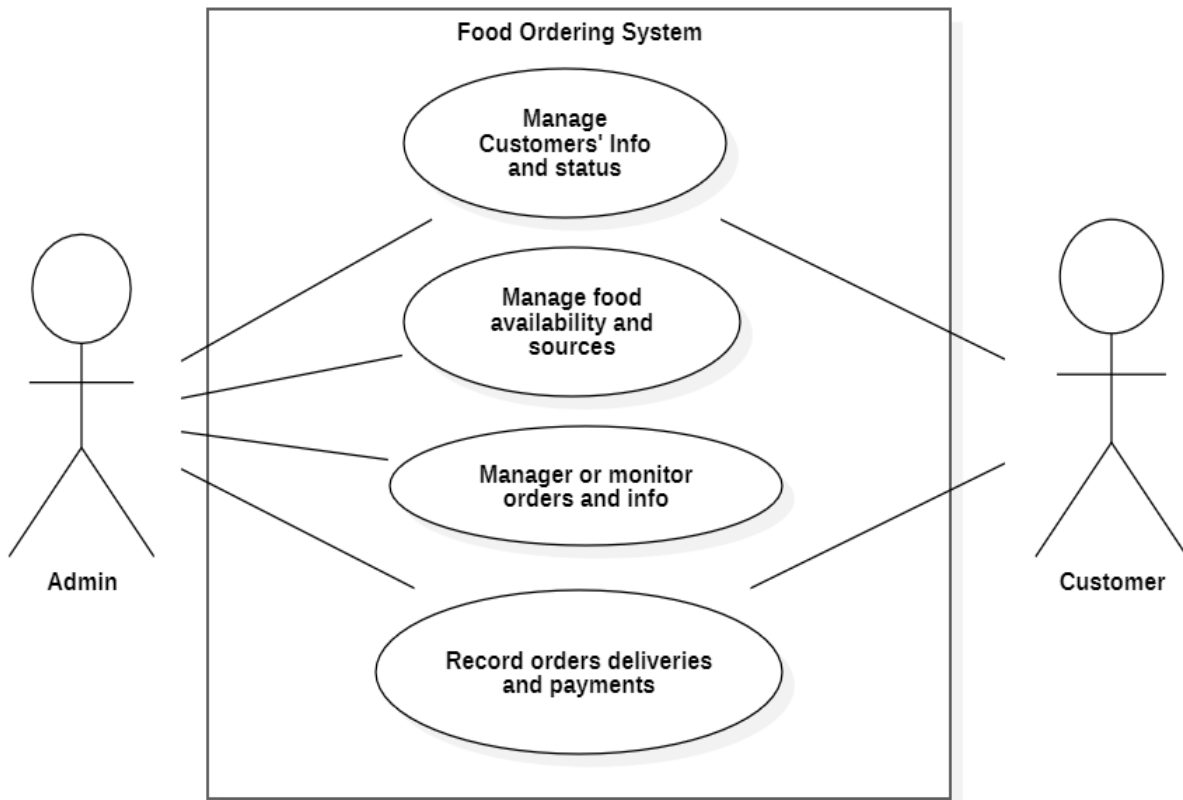 Food Ordering System
Manage
Customers' Info
and status
Manage food
availability and
sources
Manager or monitor
orders and info
Record orders deliveries
and payments
Admin
Customer